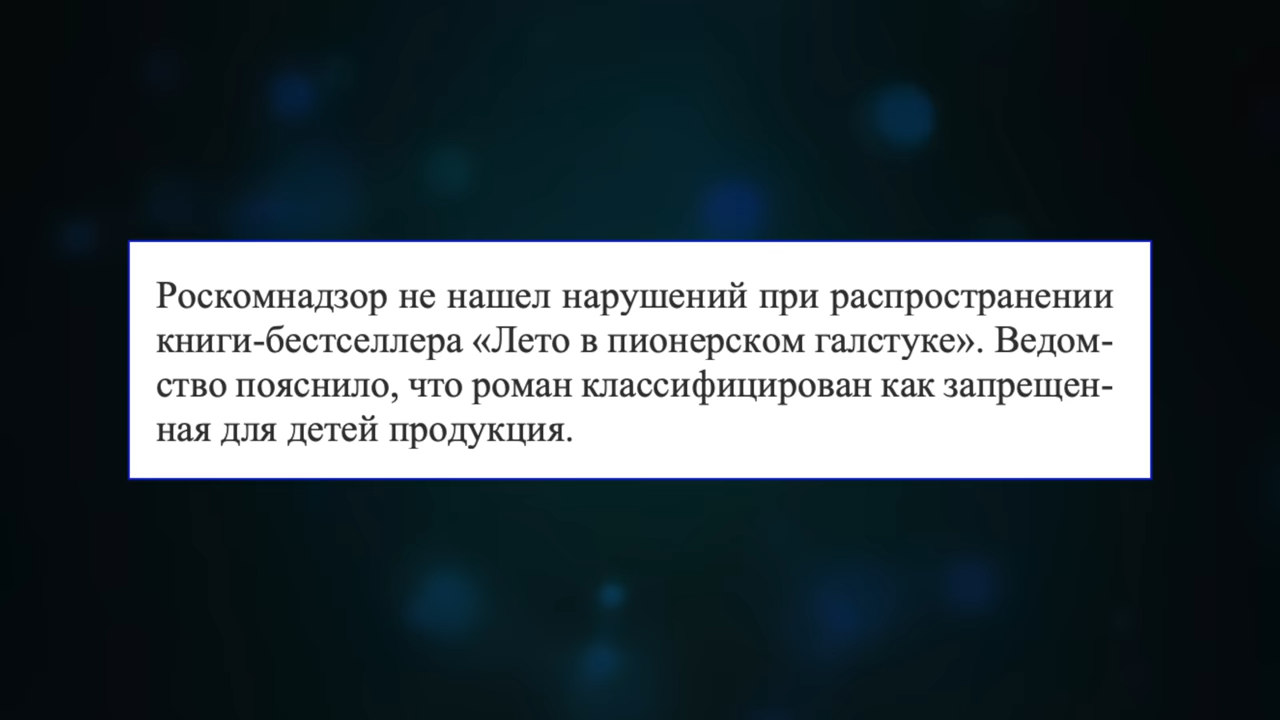 Роскомнадзор не нашел нарушений при распространении
книги-бестселлера «Лето в пионерском галстуке». Ведом-
ство пояснило, что роман классифицирован как запрещен-
ная для детей продукция.